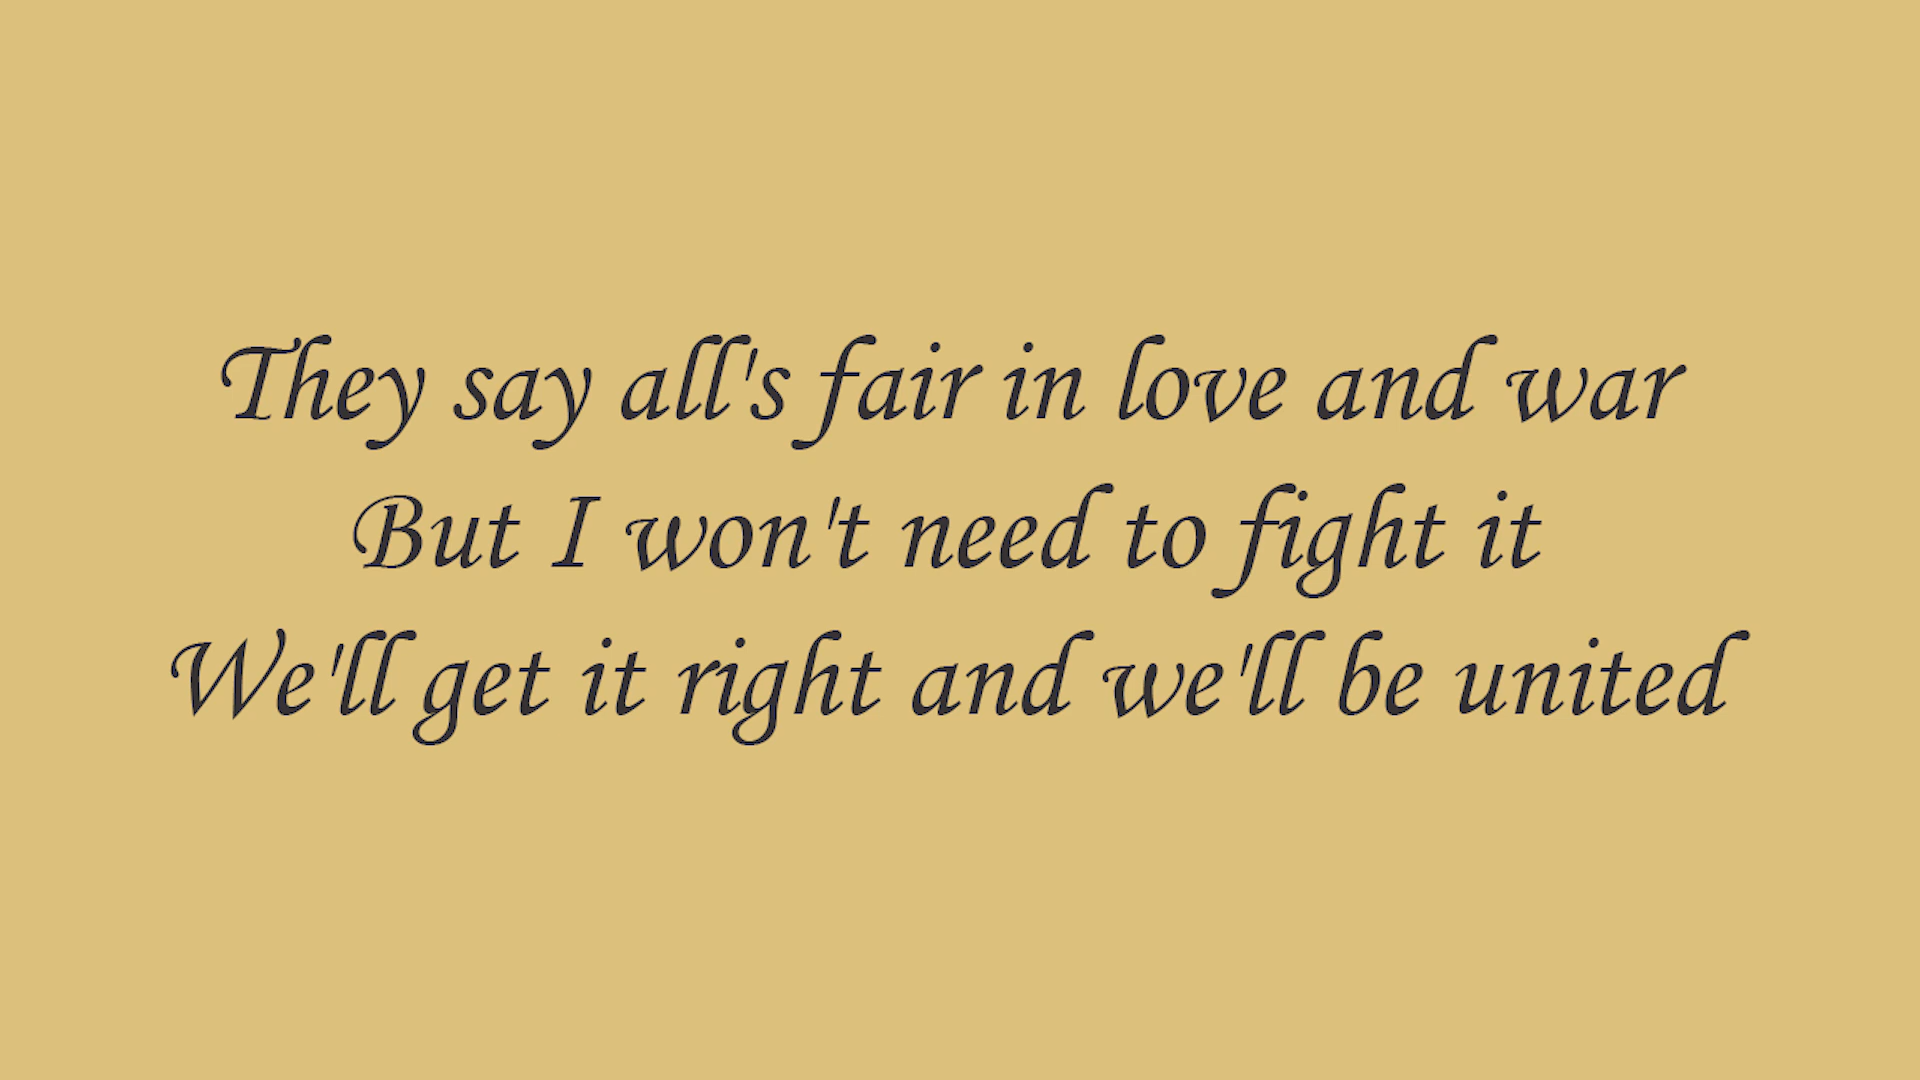 They say all's fair in love and war
But I won't need to fight it
We'll get it right and we'll be united